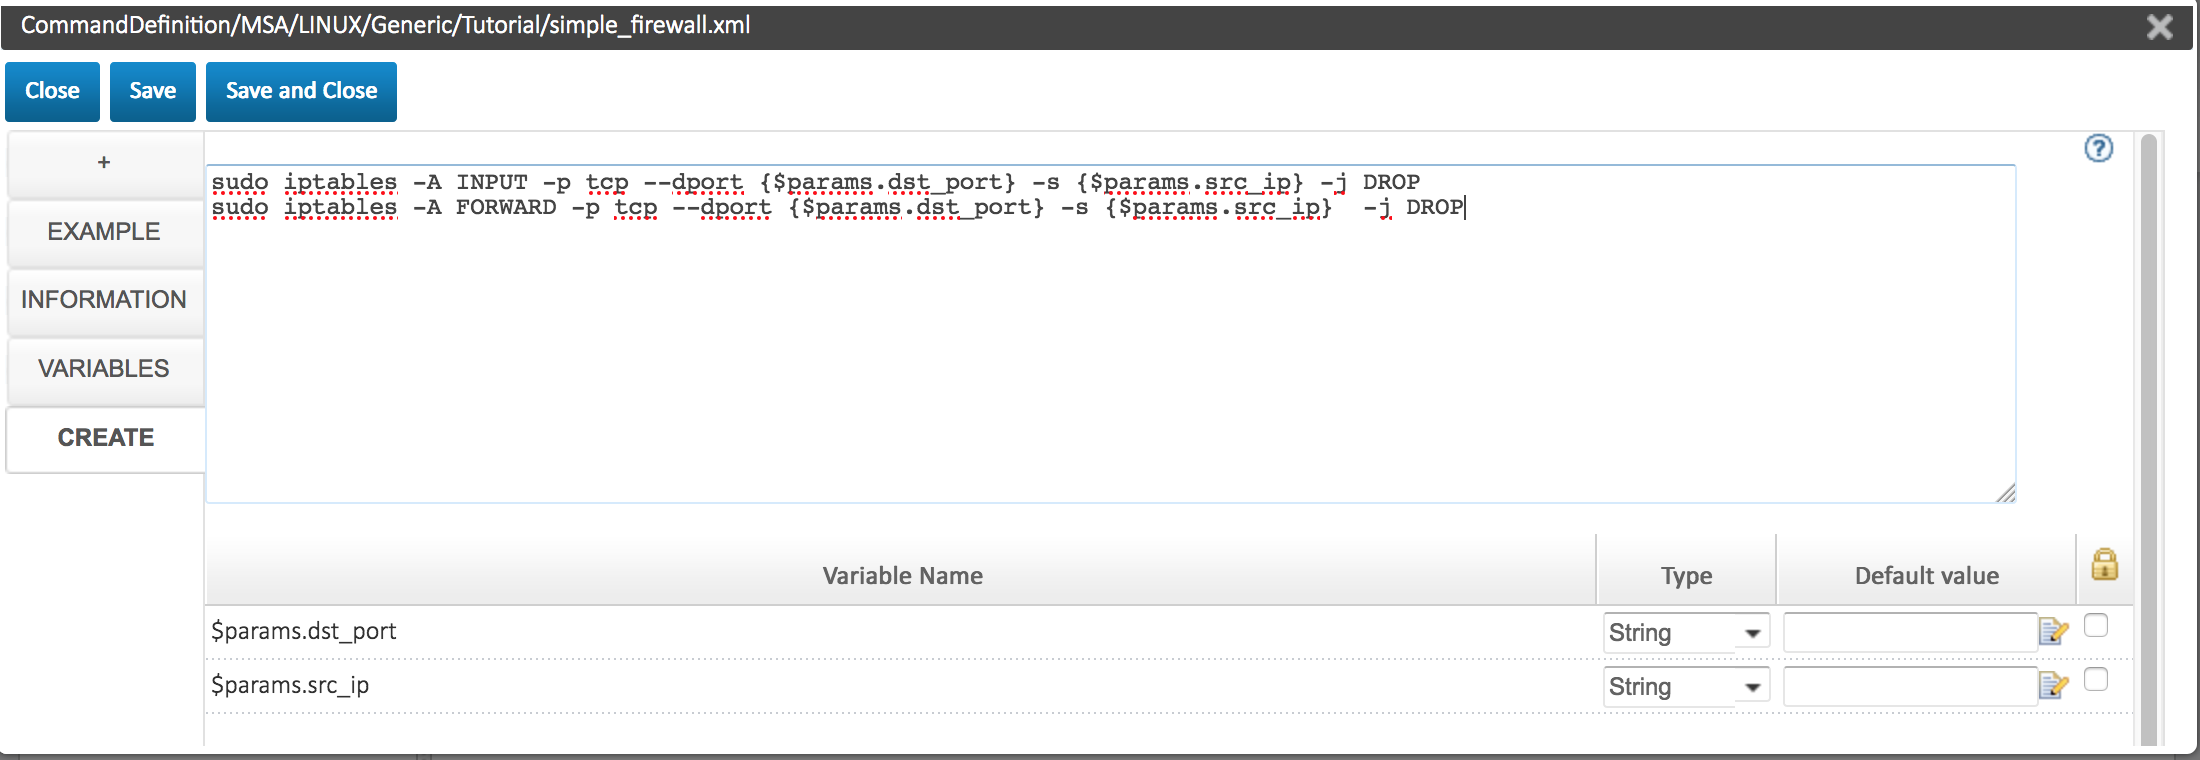 CommandDefinition/MSA/LINUX/Generic/Tutorial/simple_firewall.xml
Close Save Save and Close
+
EXAMPLE
INFORMATION
VARIABLES
CREATE
sudo iptables -A INPUT -p tcp --dport {$params.dst_port} -s {$params.src_ip} -j DROP
sudo iptables -A FORWARD -p tcp --dport {$params.dst_port} -s {$params.src_ip}  -j DROP
Variable Name Type Default value
$params.dst_port String
$params.src_ip String